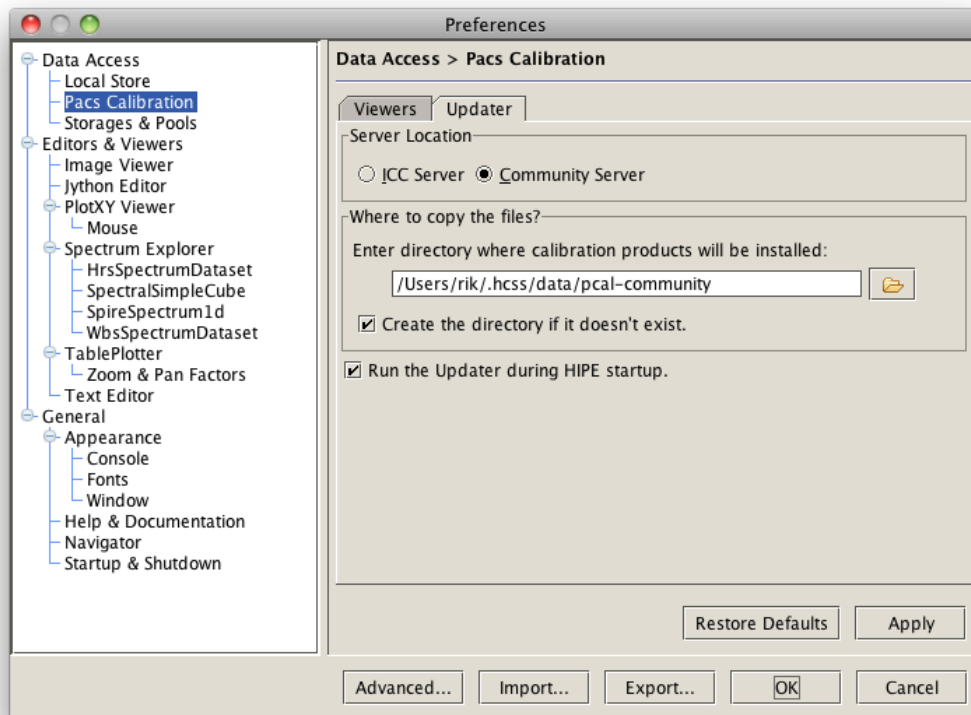 Preferences
Data Access
Local Store
Pacs Calibration
Storages & Pools
Editors & Viewers
Image Viewer
Jython Editor
PlotXY Viewer
Mouse
Spectrum Explorer
HrsSpectrumDataset
SpectralSimpleCube
SpireSpectrum1d
WbsSpectrumDataset
TablePlotter
Zoom & Pan Factors
Text Editor
General
Appearance
Console
Fonts
Window
Help & Documentation
Navigator
Startup & Shutdown
Data Access > Pacs Calibration
Viewers Updater
Server Location
ICC Server Community Server
Where to copy the files?
Enter directory where calibration products will be installed:
/Users/rik/.hcss/data/pcal-community
Create the directory if it doesn't exist.
Run the Updater during HIPE startup.
Restore Defaults Apply
Advanced... Import... Export... OK Cancel